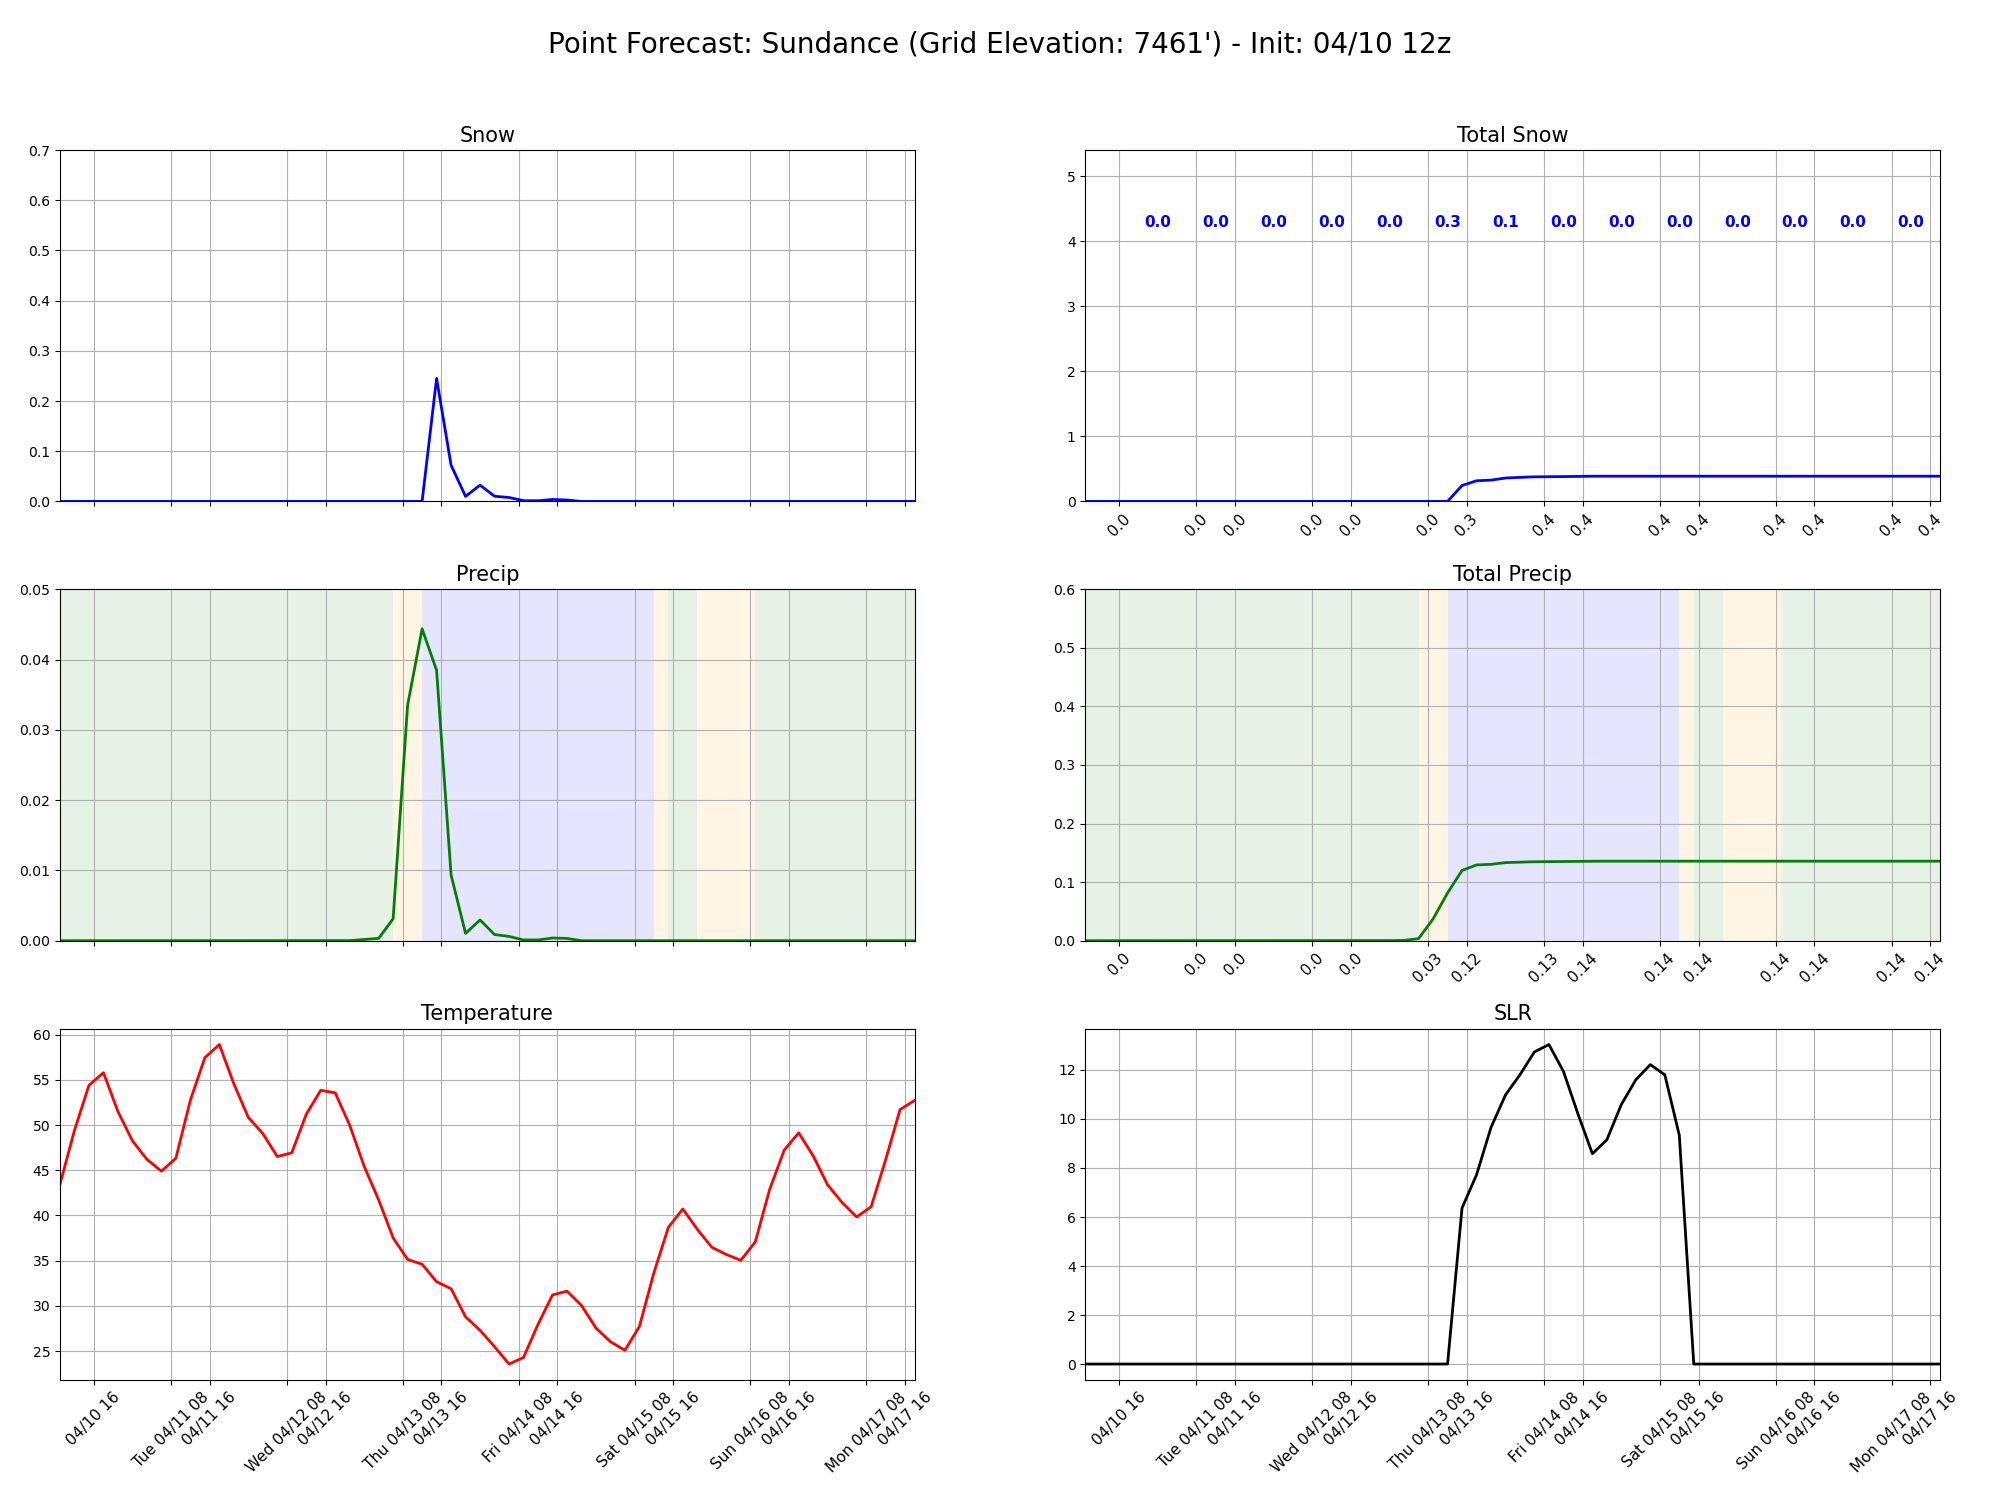 Point Forecast: Sundance (Grid Elevation: 7461') - Init: 04/10 12z
Snow
0.7
0.6
0.5
0.4
0.3
0.2
0.1
0.0
Total Snow
5
4
3
2
1
0
0.0 0.0 0.0 0.0 0.0 0.3 0.1 0.0 0.0 0.0 0.0 0.0 0.0 0.0
0.0 0.0 0.0 0.0 0.0 0.0 0.3 0.4 0.4 0.4 0.4 0.4 0.4 0.4 0.4
Precip
0.05
0.04
0.03
0.02
0.01
0.00
Total Precip
0.6
0.5
0.4
0.3
0.2
0.1
0.0
0.0 0.0 0.0 0.0 0.0 0.03 0.12 0.13 0.14 0.14 0.14 0.14 0.14 0.14 0.14
Temperature
60
55
50
45
40
35
30
25
04/10 16
Tue 04/11 08
04/11 16
Wed 04/12 08
04/12 16
Thu 04/13 08
04/13 16
Fri 04/14 08
04/14 16
Sat 04/15 08
04/15 16
Sun 04/16 08
04/16 16
Mon 04/17 08
04/17 16
SLR
12
10
8
6
4
2
0
04/10 16
Tue 04/11 08
04/11 16
Wed 04/12 08
04/12 16
Thu 04/13 08
04/13 16
Fri 04/14 08
04/14 16
Sat 04/15 08
04/15 16
Sun 04/16 08
04/16 16
Mon 04/17 08
04/17 16